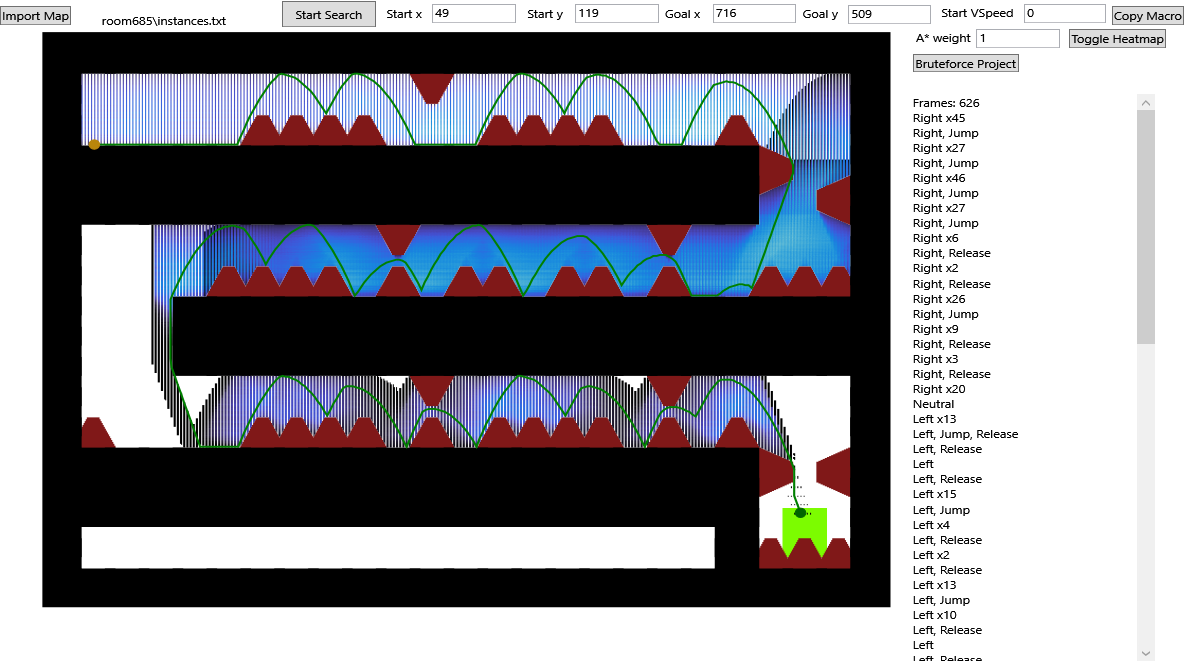 Import Map
room685\instances.txt
Start Search
Start x 49
Start y 119
Goal x 716
Goal y 509
Start VSpeed 0
Copy Macro
A* weight 1
Toggle Heatmap
Bruteforce Project
Frames: 626
Right x45
Right, Jump
Right x27
Right, Jump
Right x46
Right, Jump
Right x27
Right, Jump
Right x6
Right, Release
Right x2
Right, Release
Right x26
Right, Jump
Right x9
Right, Release
Right x3
Right, Release
Right x20
Neutral
Left x13
Left, Jump, Release
Left, Release
Left
Left, Release
Left x15
Left, Jump
Left x4
Left, Release
Left x2
Left, Release
Left x13
Left, Jump
Left x10
Left, Release
Left
Left, Release